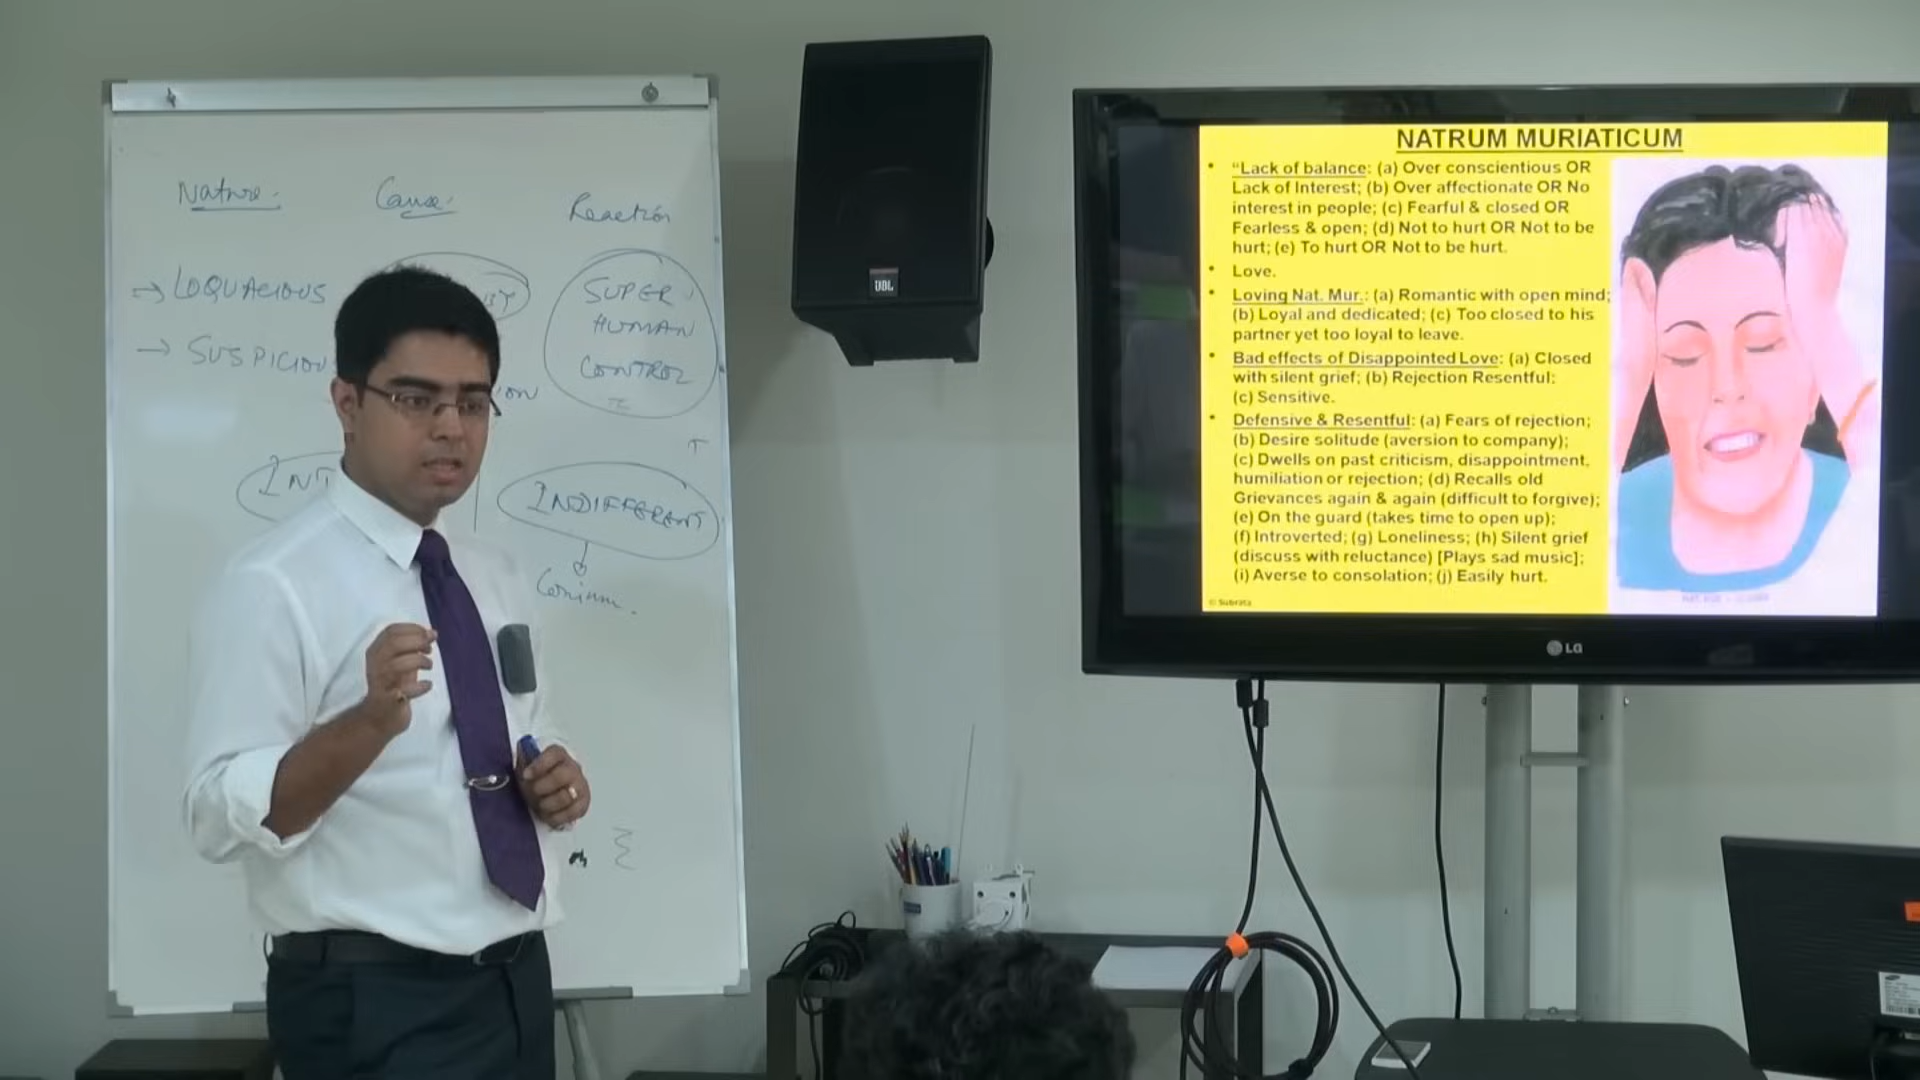 Nature:
Cause:
Reaction
→ LOQUACIOUS
→ SUSPICIOUS
SUPER
HUMAN
CONTROL
INDIFFERENT
Conium.
UBL
NATRUM MURIATICUM
• “Lack of balance: (a) Over conscientious OR
Lack of Interest; (b) Over affectionate OR No
interest in people; (c) Fearful & closed OR
Fearless & open; (d) Not to hurt OR Not to be
hurt; (e) To hurt OR Not to be hurt.
• Love.
• Loving Nat. Mur.: (a) Romantic with open mind;
(b) Loyal and dedicated; (c) Too closed to his
partner yet too loyal to leave.
• Bad effects of Disappointed Love: (a) Closed
with silent grief; (b) Rejection Resentful;
(c) Sensitive.
• Defensive & Resentful: (a) Fears of rejection;
(b) Desire solitude (aversion to company);
(c) Dwells on past criticism, disappointment,
humiliation or rejection; (d) Recalls old
Grievances again & again (difficult to forgive);
(e) On the guard (takes time to open up);
(f) Introverted; (g) Loneliness; (h) Silent grief
(discuss with reluctance) [Plays sad music];
(i) Averse to consolation; (j) Easily hurt.
© Subrata
LG